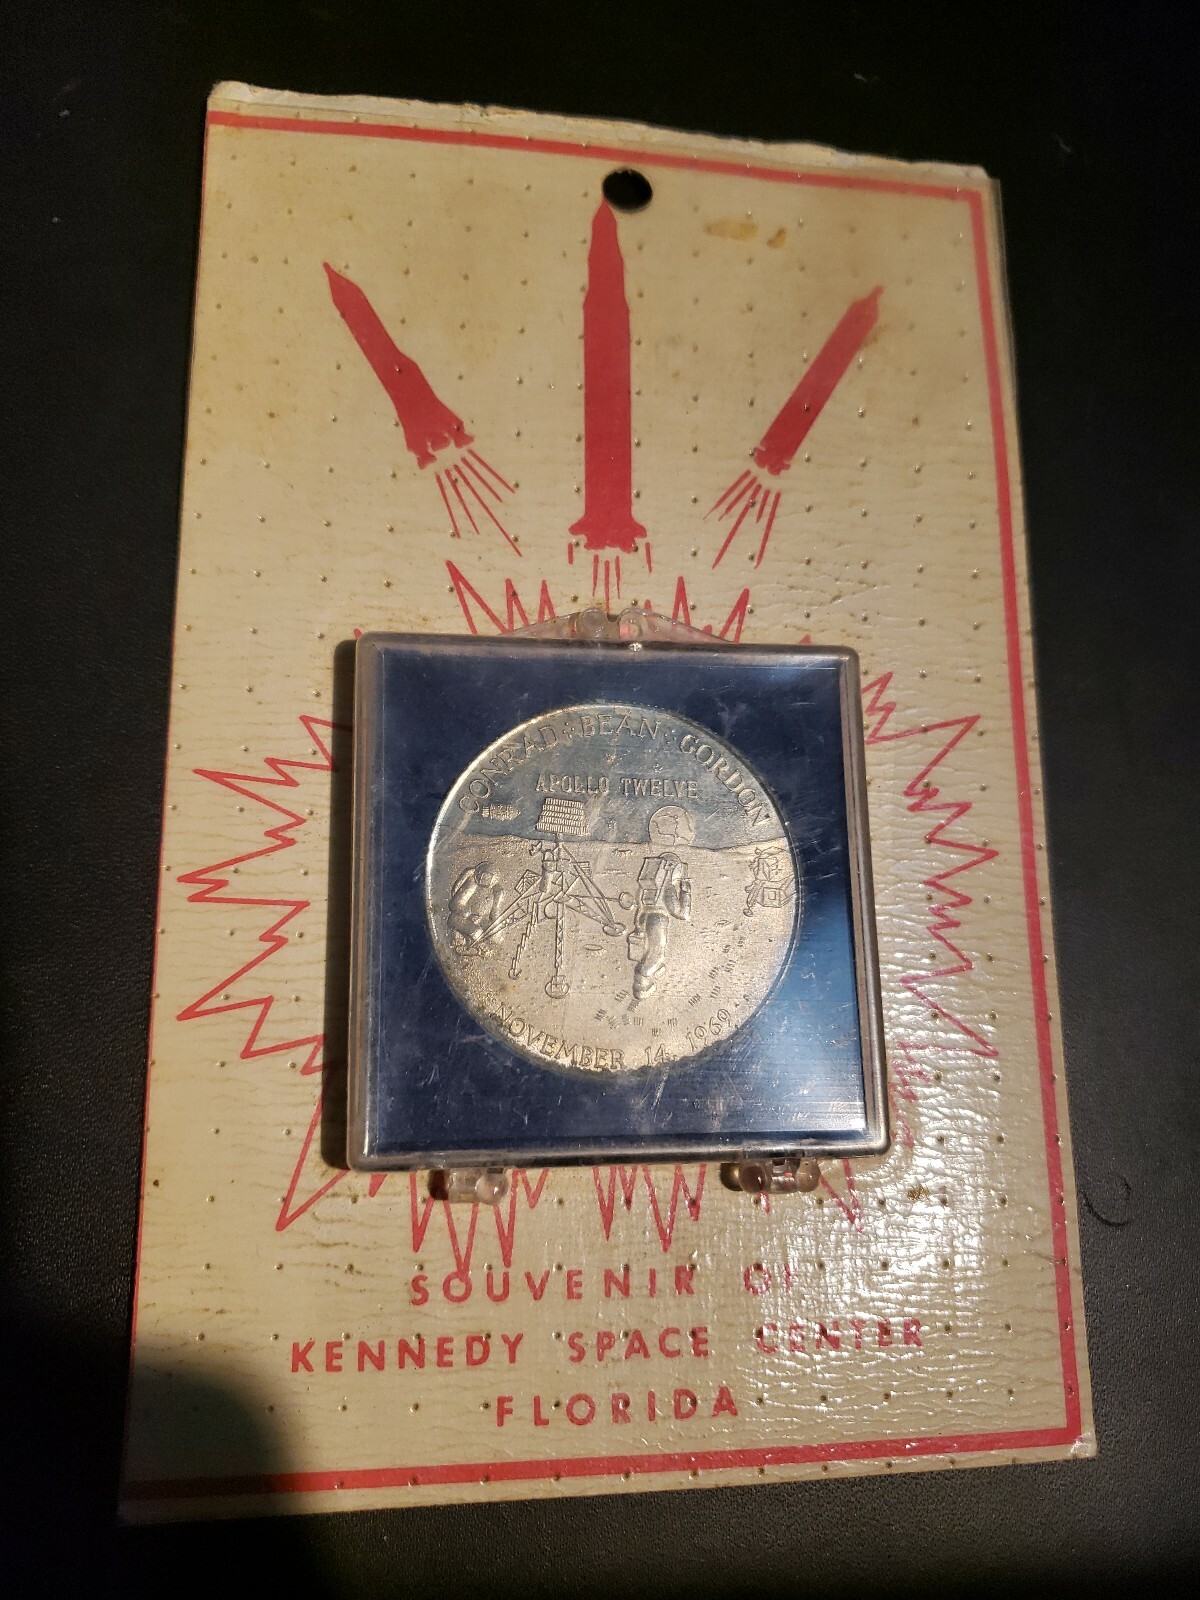 CONRAD : BEAN : GORDON
APOLLO TWELVE
NOVEMBER 14, 1969
SOUVENIR OF
KENNEDY SPACE CENTER
FLORIDA